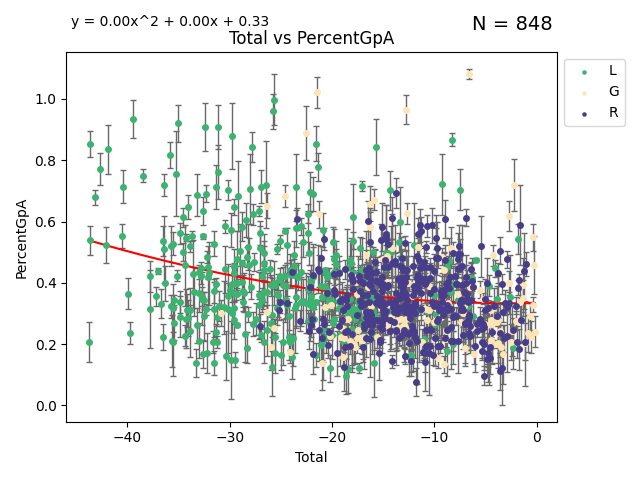 y = 0.00x^2 + 0.00x + 0.33
N = 848
Total vs PercentGpA
L
G
R
PercentGpA
1.0
0.8
0.6
0.4
0.2
0.0
−40
−30
−20
−10
0
Total